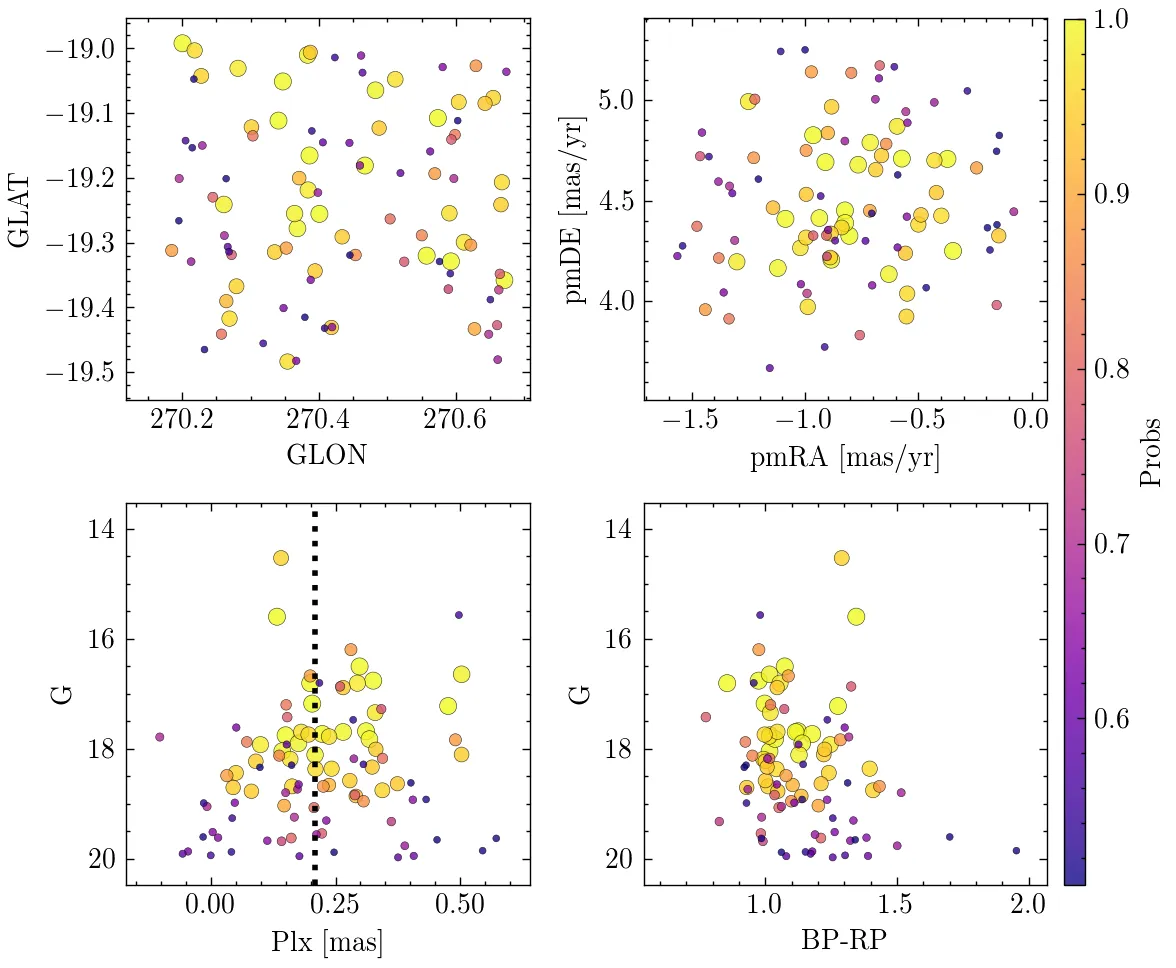 −19.0
−19.1
−19.2
−19.3
−19.4
−19.5
GLAT
270.2 270.4 270.6
GLON
5.0
4.5
4.0
pmDE [mas/yr]
−1.5 −1.0 −0.5 0.0
pmRA [mas/yr]
14
16
18
20
G
0.00 0.25 0.50
Plx [mas]
14
16
18
20
G
1.0 1.5 2.0
BP-RP
1.0
0.9
0.8
0.7
0.6
Probs